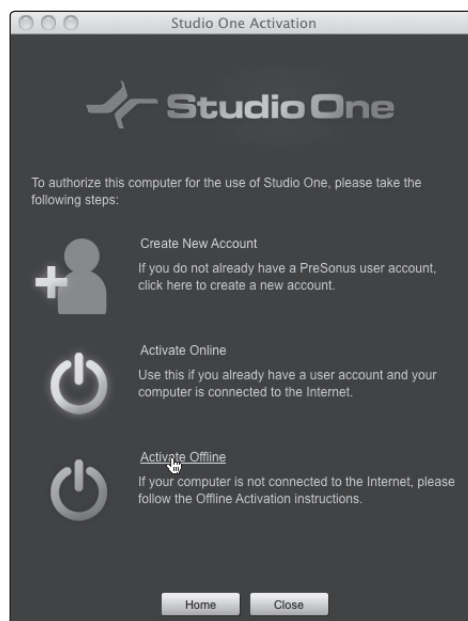 Studio One Activation
Studio One
To authorize this computer for the use of Studio One, please take the
following steps:
Create New Account
If you do not already have a PreSonus user account,
click here to create a new account.
Activate Online
Use this if you already have a user account and your
computer is connected to the Internet.
Activate Offline
If your computer is not connected to the Internet, please
follow the Offline Activation instructions.
Home Close